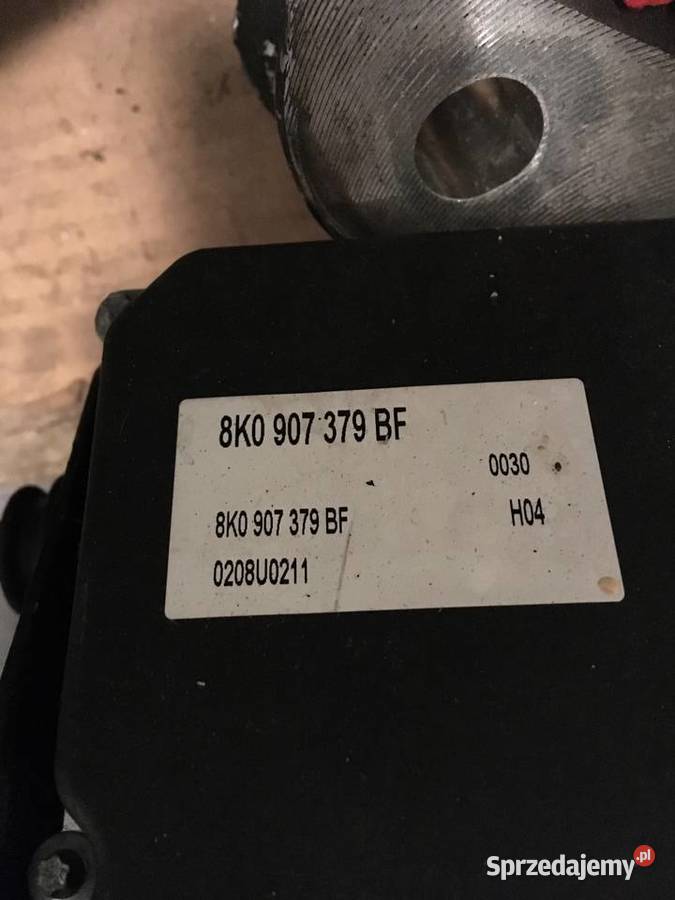 8K0 907 379 BF
0030
8K0 907 379 BF
H04
0208U0211
Sprzedajemy.pl